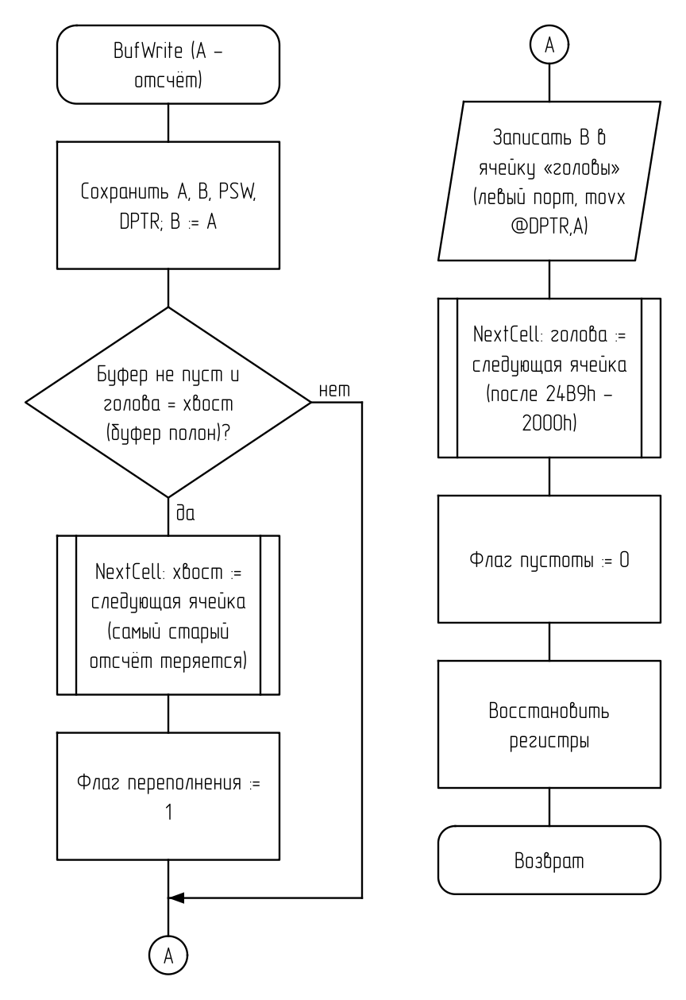 BufWrite (A –
отсчёт)
Сохранить A, B, PSW,
DPTR; B := A
Буфер не пуст и
голова = хвост
(буфер полон)?
нет
да
NextCell: хвост :=
следующая ячейка
(самый старый
отсчёт теряется)
Флаг переполнения :=
1
A
A
Записать B в
ячейку «головы»
(левый порт, movx
@DPTR,A)
NextCell: голова :=
следующая ячейка
(после 24B9h –
2000h)
Флаг пустоты := 0
Восстановить
регистры
Возврат